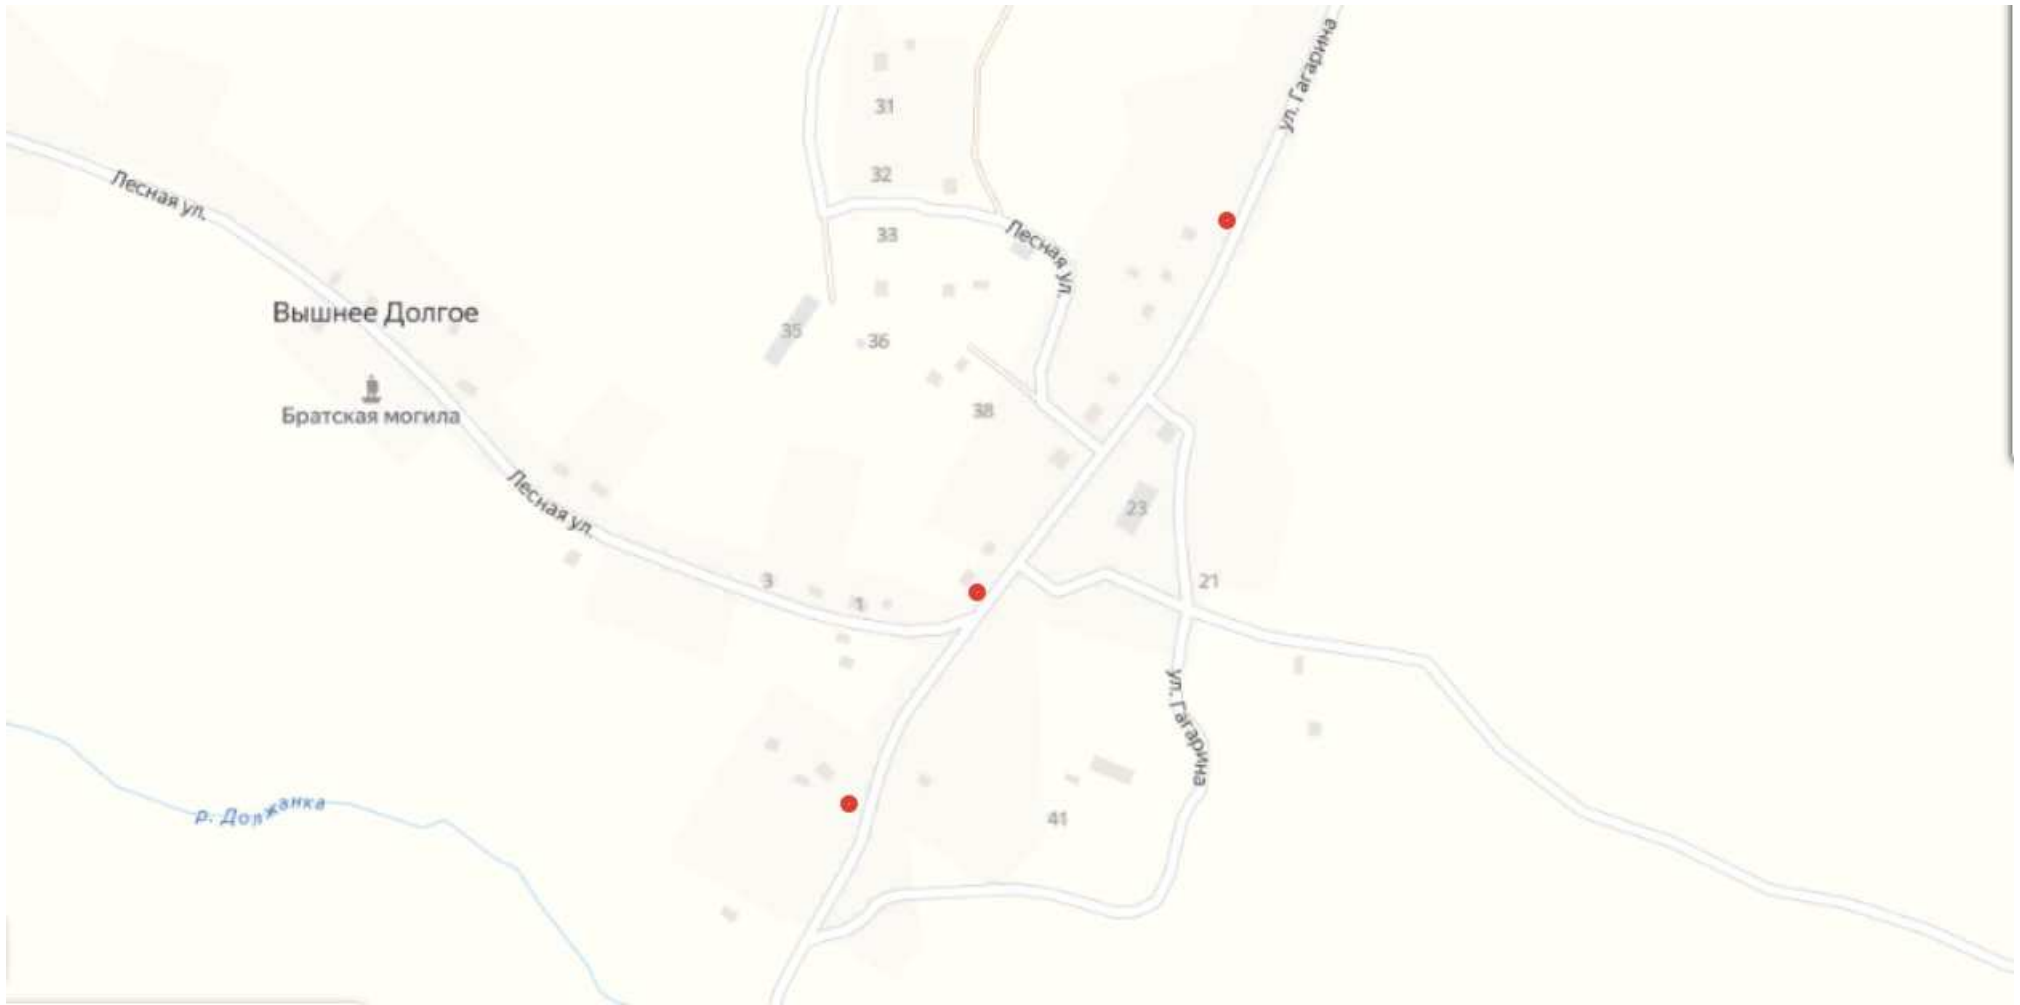 ул. Гагарина
31
32
Лесная ул.
33
Лесная ул.
Вышнее Долгое
35
36
Братская могила
38
Лесная ул.
23
3
1
21
ул. Гагарина
р. Должанка
41